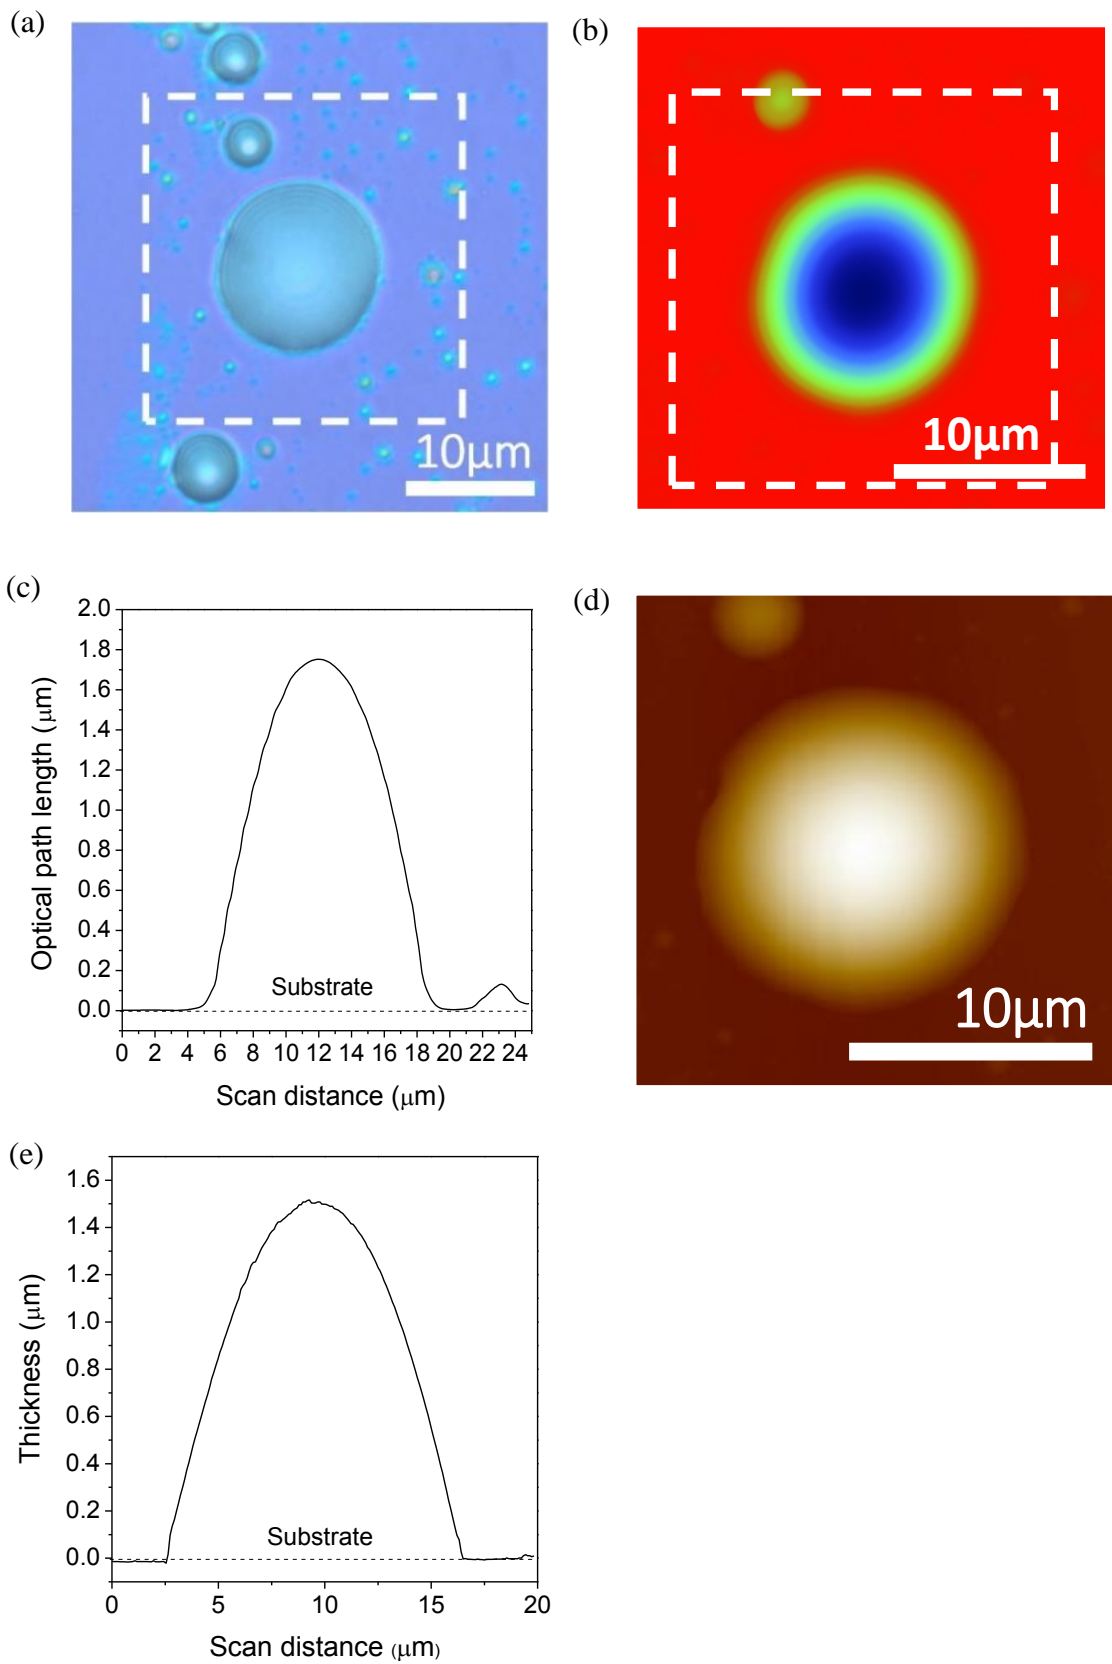 (a)
10μm
(b)
10μm
(c)
2.0
1.8
1.6
1.4
1.2
1.0
0.8
0.6
0.4
0.2
0.0
Optical path length (μm)
Substrate
0 2 4 6 8 10 12 14 16 18 20 22 24
Scan distance (μm)
(d)
10μm
(e)
1.6
1.4
1.2
1.0
0.8
0.6
0.4
0.2
0.0
Thickness (μm)
Substrate
0 5 10 15 20
Scan distance (μm)